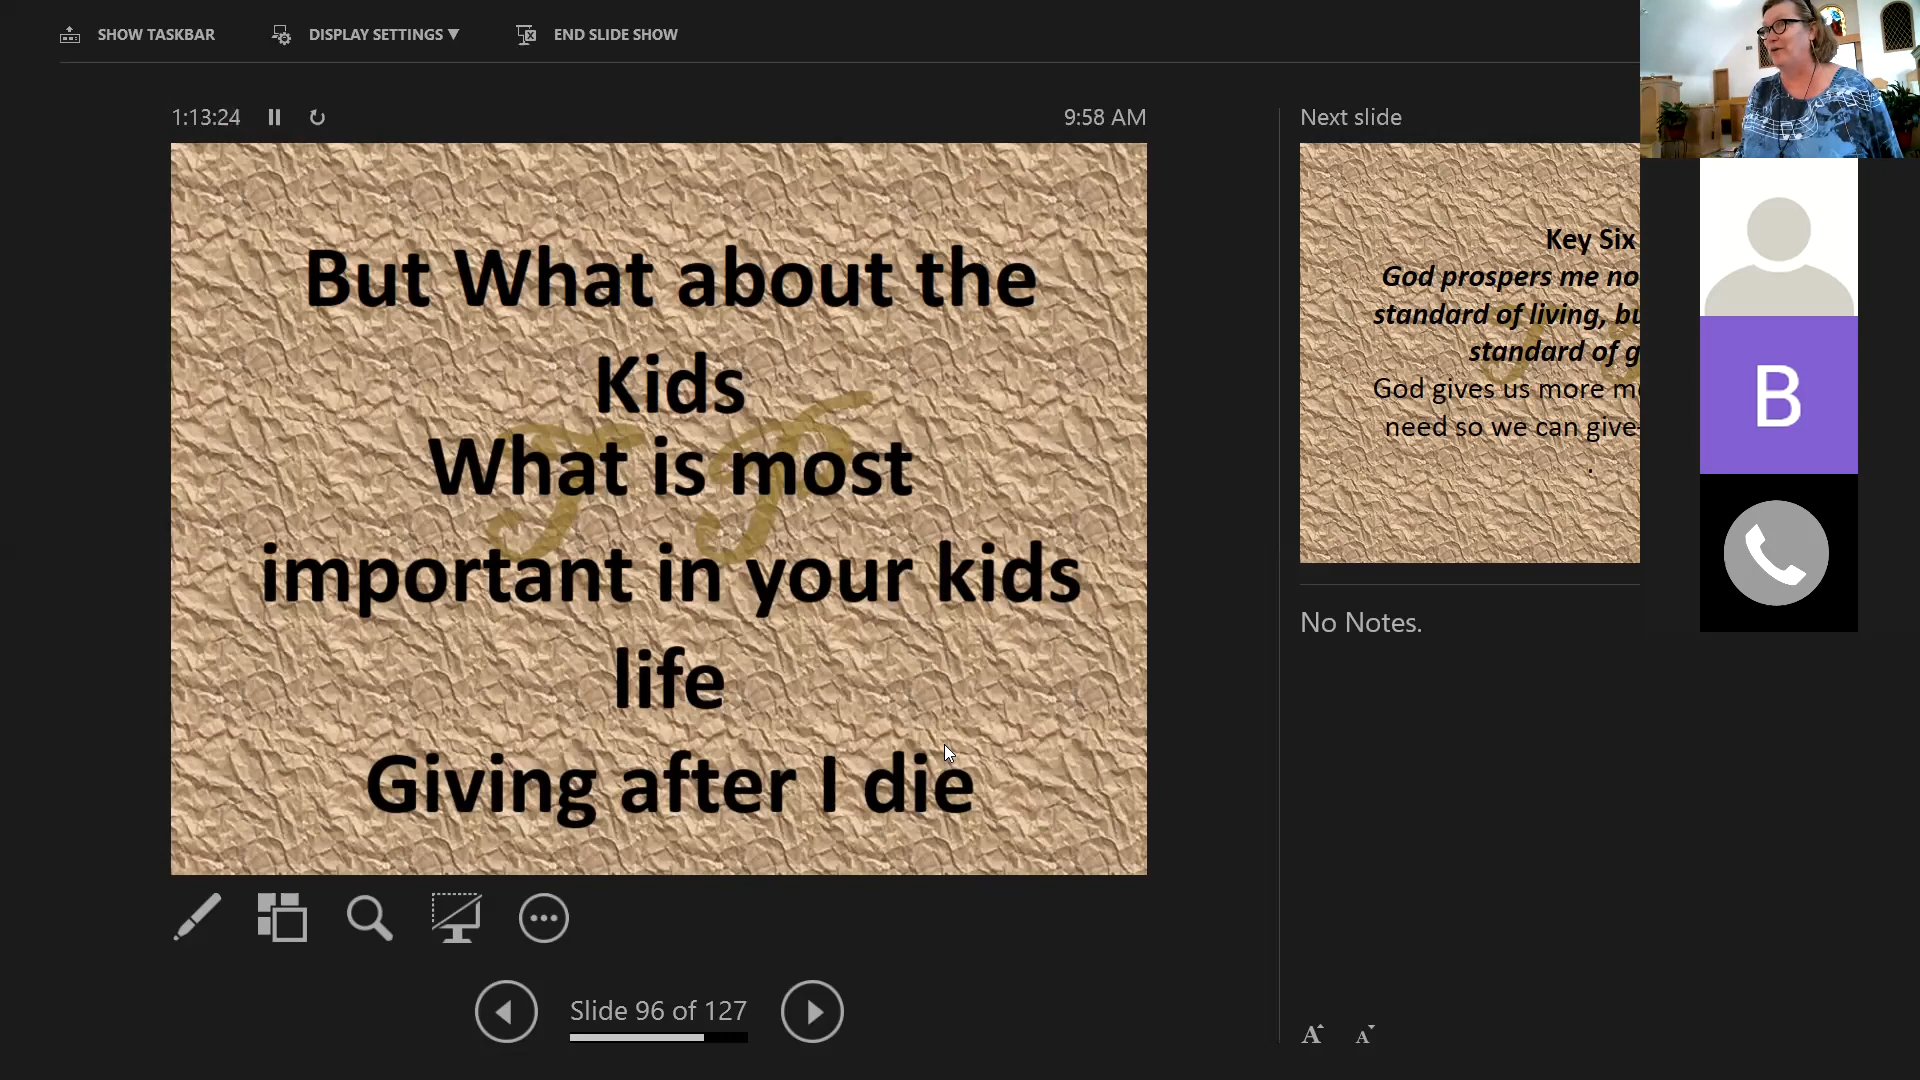 SHOW TASKBAR
DISPLAY SETTINGS ▼
END SLIDE SHOW
1:13:24
9:58 AM
But What about the
Kids
What is most
important in your kids
life
Giving after I die
Slide 96 of 127
Next slide
Key Six
God prospers me no
standard of living, bu
standard of g
God gives us more m
need so we can give-
.
No Notes.
A A
B